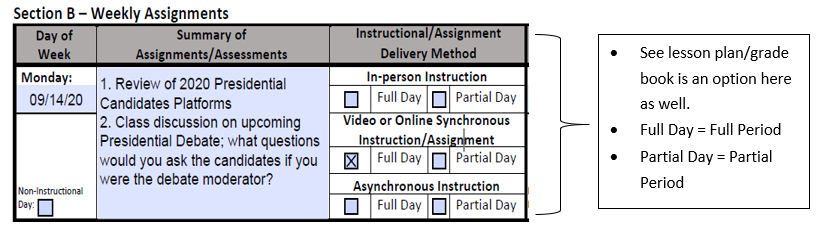 Section B – Weekly Assignments
Day of
Week
Summary of
Assignments/Assessments
Instructional/Assignment
Delivery Method
Monday:
09/14/20
Non-Instructional
Day:
1. Review of 2020 Presidential
Candidates Platforms
2. Class discussion on upcoming
Presidential Debate; what questions
would you ask the candidates if you
were the debate moderator?
In-person Instruction
Full Day Partial Day
Video or Online Synchronous
Instruction/Assignment
Full Day Partial Day
Asynchronous Instruction
Full Day Partial Day
• See lesson plan/grade
book is an option here
as well.
• Full Day = Full Period
• Partial Day = Partial
Period